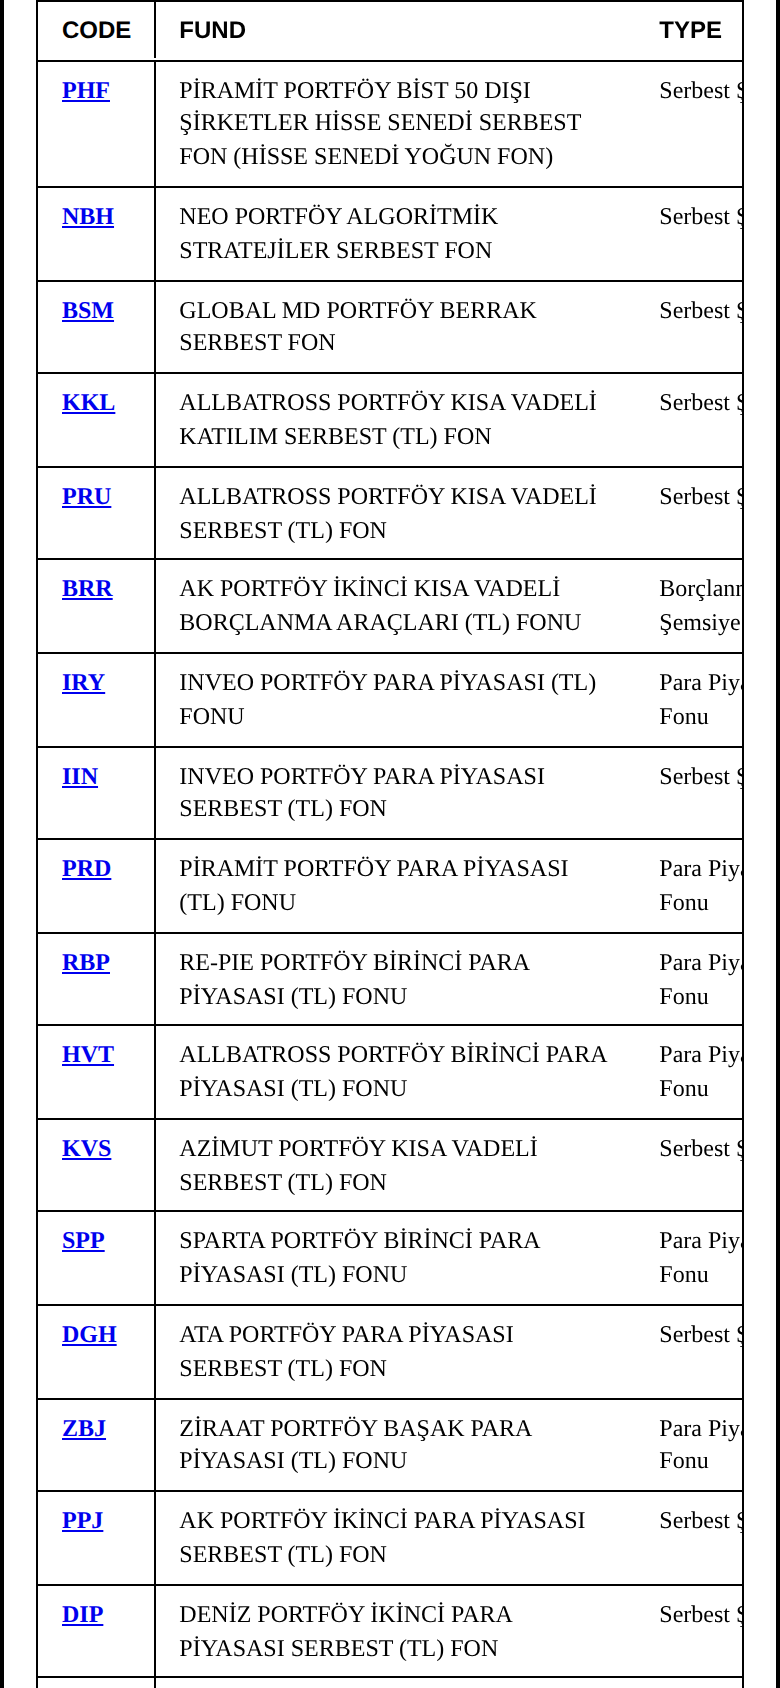 CODE FUND TYPE
PHF PİRAMİT PORTFÖY BİST 50 DIŞI Serbest
ŞİRKETLER HİSSE SENEDİ SERBEST
FON (HİSSE SENEDİ YOĞUN FON)
NBH NEO PORTFÖY ALGORİTMİK Serbest
STRATEJİLER SERBEST FON
BSM GLOBAL MD PORTFÖY BERRAK Serbest
SERBEST FON
KKL ALLBATROSS PORTFÖY KISA VADELİ Serbest
KATILIM SERBEST (TL) FON
PRU ALLBATROSS PORTFÖY KISA VADELİ Serbest
SERBEST (TL) FON
BRR AK PORTFÖY İKİNCİ KISA VADELİ
BORÇLANMA ARAÇLARI (TL) FONU Şemsiye
IRY INVEO PORTFÖY PARA PİYASASI (TL) Para
FONU Fonu
IIN INVEO PORTFÖY PARA PİYASASI Serbest
SERBEST (TL) FON
PRD PİRAMİT PORTFÖY PARA PİYASASI Para
(TL) FONU Fonu
RBP RE-PIE PORTFÖY BİRİNCİ PARA Para
PİYASASI (TL) FONU Fonu
HVT ALLBATROSS PORTFÖY BİRİNCİ PARA Para
PİYASASI (TL) FONU Fonu
KVS AZİMUT PORTFÖY KISA VADELİ Serbest
SERBEST (TL) FON
SPP SPARTA PORTFÖY BİRİNCİ PARA Para
PİYASASI (TL) FONU Fonu
DGH ATA PORTFÖY PARA PİYASASI Serbest
SERBEST (TL) FON
ZBJ ZİRAAT PORTFÖY BAŞAK PARA Para
PİYASASI (TL) FONU Fonu
PPJ AK PORTFÖY İKİNCİ PARA PİYASASI Serbest
SERBEST (TL) FON
DIP DENİZ PORTFÖY İKİNCİ PARA Serbest
PİYASASI SERBEST (TL) FON